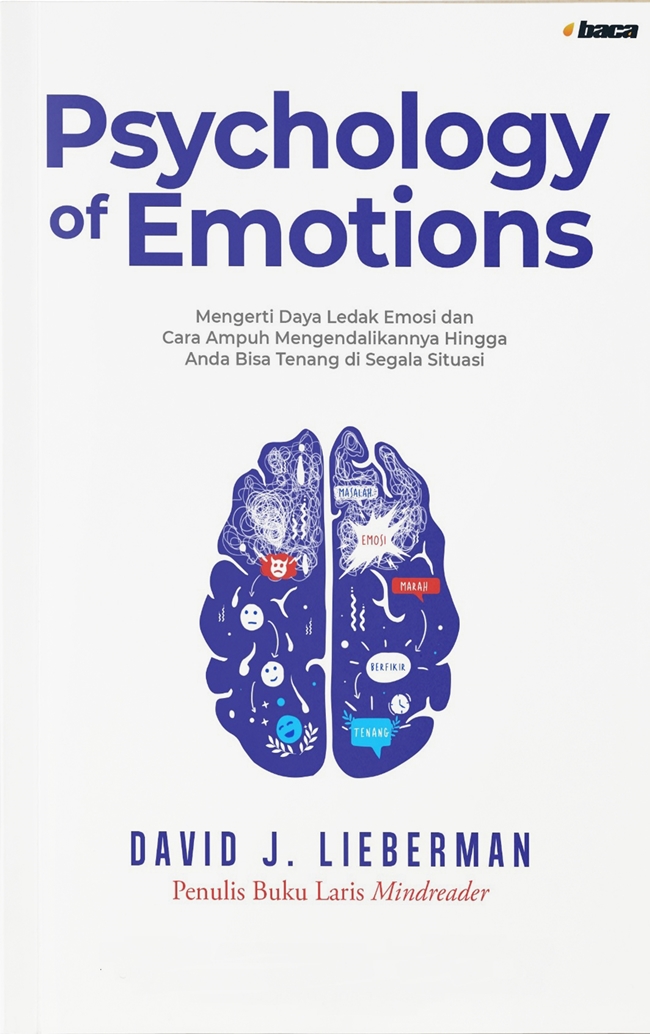 baca
Psychology
of Emotions
Mengerti Daya Ledak Emosi dan
Cara Ampuh Mengendalikannya Hingga
Anda Bisa Tenang di Segala Situasi
MASALAH
EMOSI
MARAH
BERFIKIR
TENANG
DAVID J. LIEBERMAN
Penulis Buku Laris Mindreader